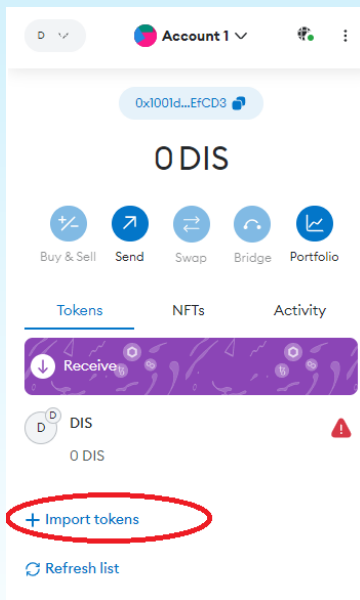 D
Account 1
0x1001d...EfCD3
0 DIS
Buy & Sell Send Swap Bridge Portfolio
Tokens NFTs Activity
Receive
D D DIS
0 DIS
+ Import tokens
Refresh list